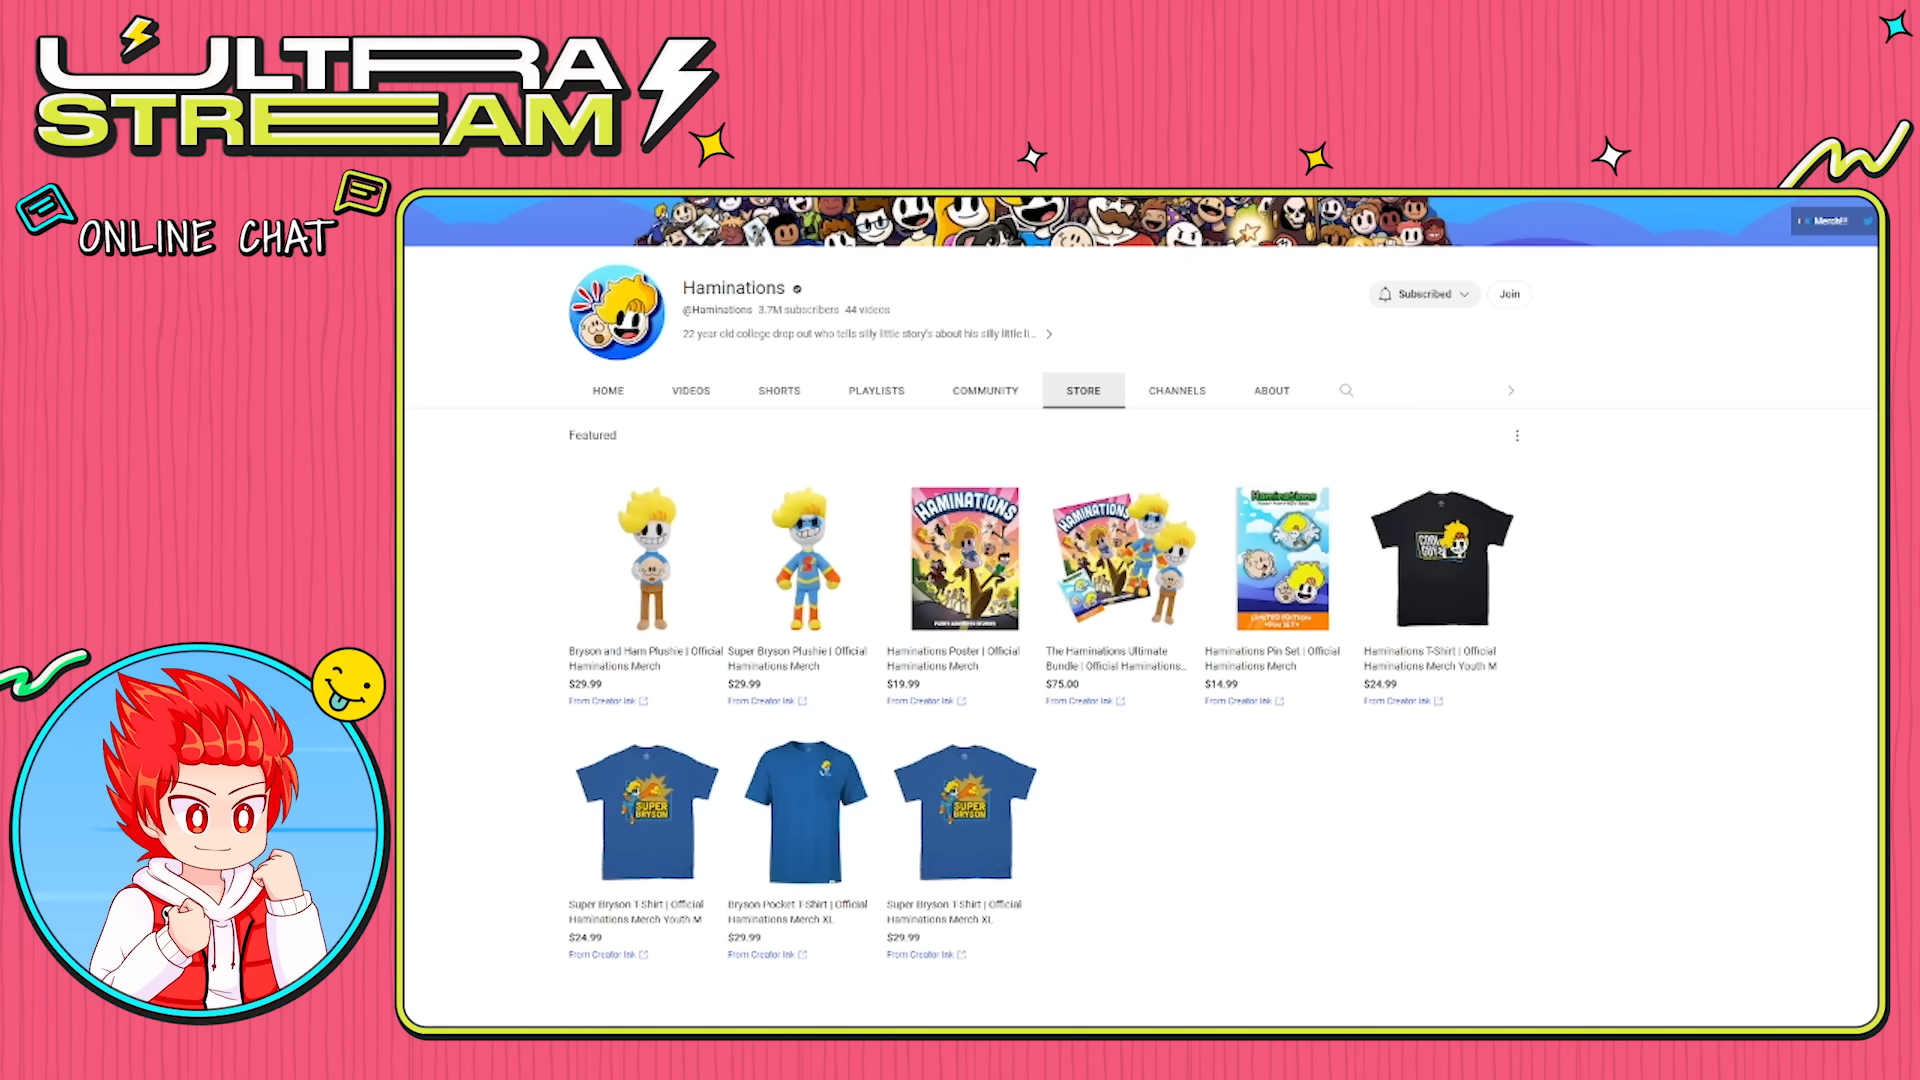 ULTRA
STREAM
ONLINE CHAT
Merch!!!
Haminations
@Haminations 3.7M subscribers 44 videos
22 year old college drop out who tells silly little story's about his silly little li...
Subscribed
Join
HOME VIDEOS SHORTS PLAYLISTS COMMUNITY STORE CHANNELS ABOUT
Featured
HAMINATIONS
HAMINATIONS
Haminations
LIMITED EDITION
PIN SET
COOL
GUY
Bryson and Ham Plushie | Official
Haminations Merch
$29.99
From Creator Ink
Super Bryson Plushie | Official
Haminations Merch
$29.99
From Creator Ink
Haminations Poster | Official
Haminations Merch
$19.99
From Creator Ink
The Haminations Ultimate
Bundle | Official Haminations...
$75.00
From Creator Ink
Haminations Pin Set | Official
Haminations Merch
$14.99
From Creator Ink
Haminations T-Shirt | Official
Haminations Merch Youth M
$24.99
From Creator Ink
SUPER
BRYSON
SUPER
BRYSON
Super Bryson T-Shirt | Official
Haminations Merch Youth M
$24.99
From Creator Ink
Bryson Pocket T-Shirt | Official
Haminations Merch XL
$29.99
From Creator Ink
Super Bryson T-Shirt | Official
Haminations Merch XL
$29.99
From Creator Ink